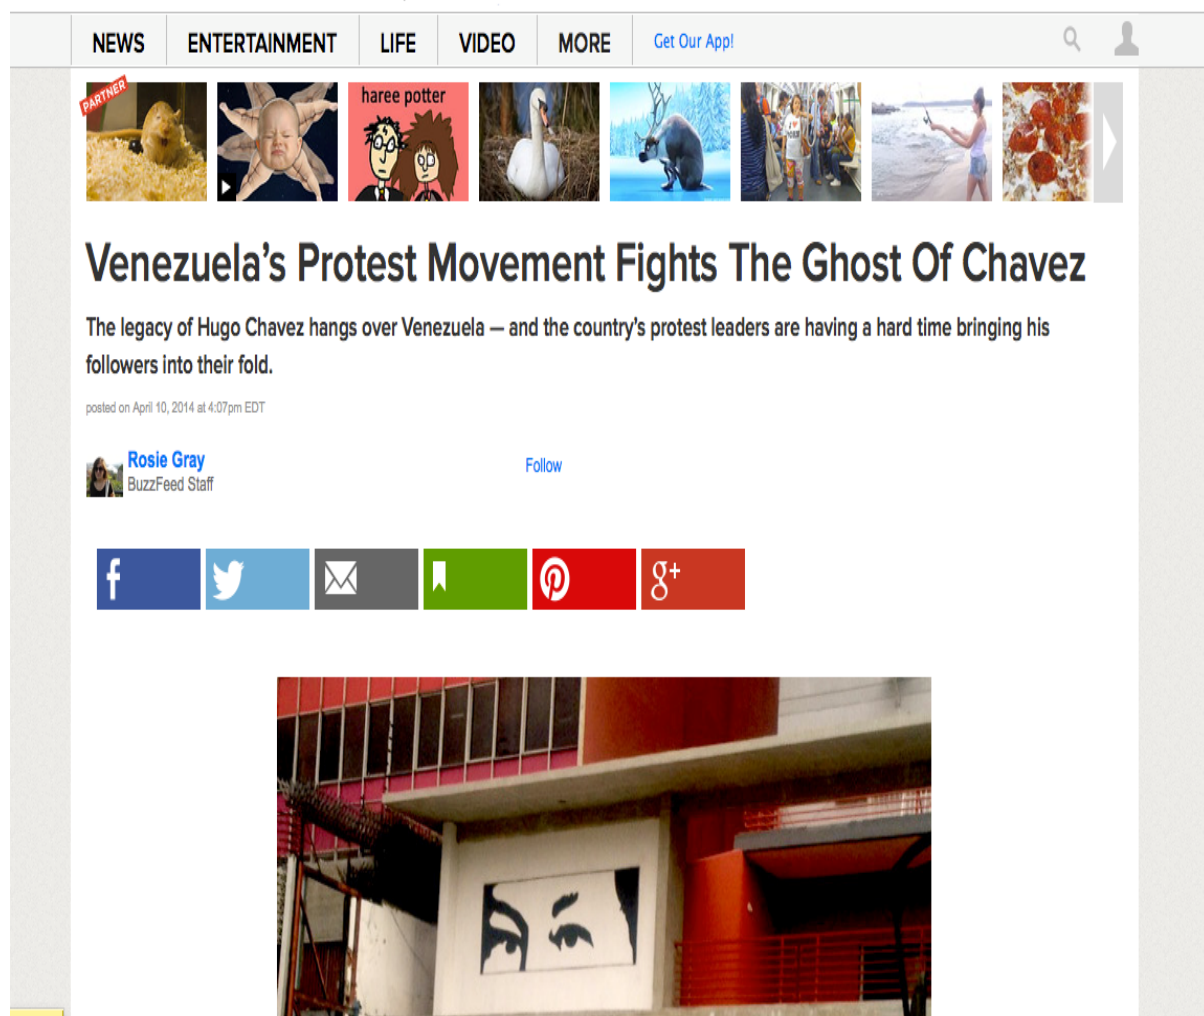 NEWS
ENTERTAINMENT
LIFE
VIDEO
MORE
Get Our App!
PARTNER
haree potter
Venezuela's Protest Movement Fights The Ghost Of Chavez
The legacy of Hugo Chavez hangs over Venezuela — and the country's protest leaders are having a hard time bringing his
followers into their fold.
posted on April 10, 2014 at 4:07pm EDT
Rosie Gray
BuzzFeed Staff
Follow
f
g+